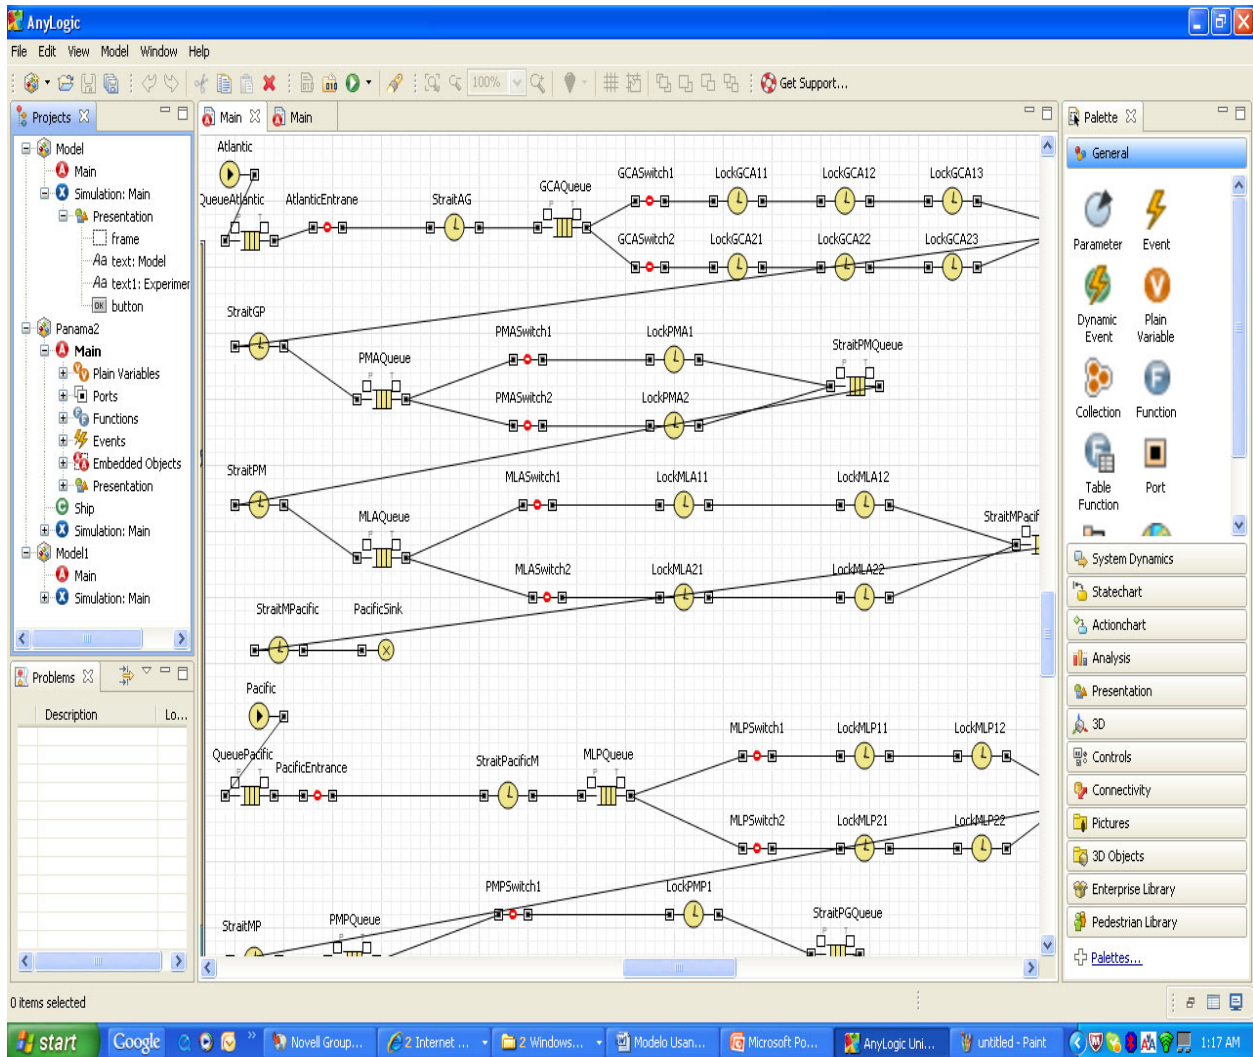 AnyLogic
File Edit View Model Window Help
100% Get Support...
Projects
Model
Main
Simulation: Main
Presentation
frame
Aa text: Model
Aa text1: Experimer
OK button
Panama2
Main
Plain Variables
Ports
Functions
Events
Embedded Objects
Presentation
Ship
Simulation: Main
Model1
Main
Simulation: Main
Problems
Description Lo...
0 items selected
Main Main
Atlantic
QueueAtlantic AtlanticEntrane StraitAG GCAQueue
GCASwitch1 LockGCA11 LockGCA12 LockGCA13
GCASwitch2 LockGCA21 LockGCA22 LockGCA23
StraitGP
PMAQueue
PMASwitch1 LockPMA1 StraitPMQueue
PMASwitch2 LockPMA2
StraitPM
MLAQueue
MLASwitch1 LockMLA11 LockMLA12
StraitMPacif
MLASwitch2 LockMLA21 LockMLA22
StraitMPacific PacificSink
Pacific
QueuePacific PacificEntrance StraitPacificM MLPQueue
MLPSwitch1 LockMLP11 LockMLP12
MLPSwitch2 LockMLP21 LockMLP22
PMPSwitch1 LockPMP1
StraitMP PMPQueue StraitPGQueue
Palette
General
Parameter Event
Dynamic Event Plain Variable
Collection Function
Table Function Port
System Dynamics
Statechart
Actionchart
Analysis
Presentation
3D
Controls
Connectivity
Pictures
3D Objects
Enterprise Library
Pedestrian Library
Palettes...
start Google » Novell Group... 2 Internet ... 2 Windows... Modelo Usan... Microsoft Po... AnyLogic Uni... untitled - Paint 1:17 AM